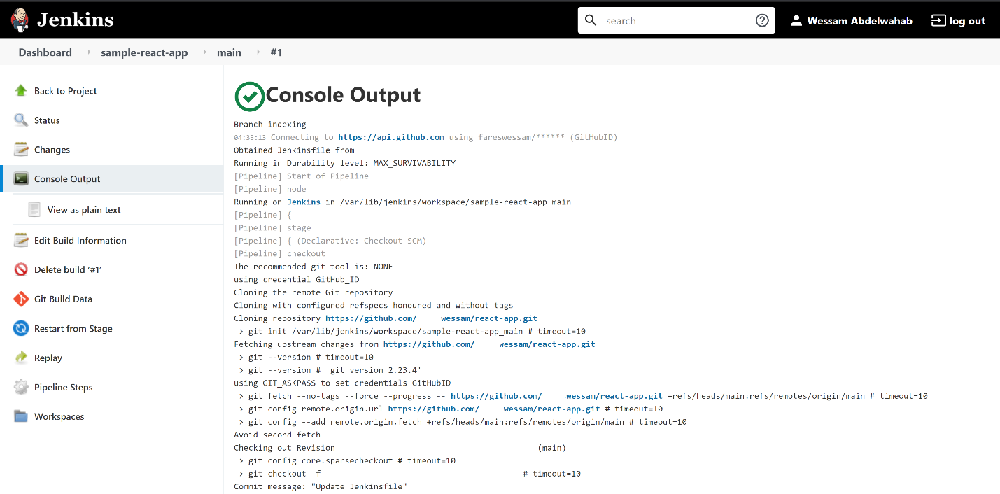 Jenkins
search
Wessam Abdelwahab
log out
Dashboard
sample-react-app
main
#1
Back to Project
Status
Changes
Console Output
View as plain text
Edit Build Information
Delete build '#1'
Git Build Data
Restart from Stage
Replay
Pipeline Steps
Workspaces
Console Output
Branch indexing
04:33:13 Connecting to https://api.github.com using fareswessam/****** (GitHubID)
Obtained Jenkinsfile from
Running in Durability level: MAX_SURVIVABILITY
[Pipeline] Start of Pipeline
[Pipeline] node
Running on Jenkins in /var/lib/jenkins/workspace/sample-react-app_main
[Pipeline] {
[Pipeline] stage
[Pipeline] { (Declarative: Checkout SCM)
[Pipeline] checkout
The recommended git tool is: NONE
using credential GitHub_ID
Cloning the remote Git repository
Cloning with configured refspecs honoured and without tags
Cloning repository https://github.com/ wessam/react-app.git
> git init /var/lib/jenkins/workspace/sample-react-app_main # timeout=10
Fetching upstream changes from https://github.com/ wessam/react-app.git
> git --version # timeout=10
> git --version # 'git version 2.23.4'
using GIT_ASKPASS to set credentials GitHubID
> git fetch --no-tags --force --progress -- https://github.com/ wessam/react-app.git +refs/heads/main:refs/remotes/origin/main # timeout=10
> git config remote.origin.url https://github.com/ wessam/react-app.git # timeout=10
> git config --add remote.origin.fetch +refs/heads/main:refs/remotes/origin/main # timeout=10
Avoid second fetch
Checking out Revision (main)
> git config core.sparsecheckout # timeout=10
> git checkout -f # timeout=10
Commit message: "Update Jenkinsfile"